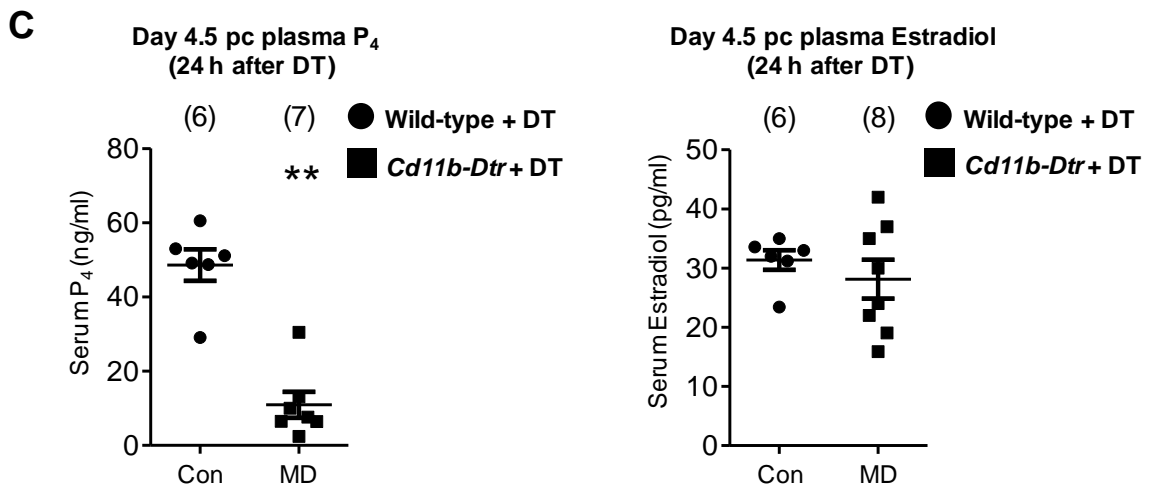 C
Day 4.5 pc plasma P4
(24 h after DT)
(6) (7)
Wild-type + DT
Cd11b-Dtr + DT
**
Serum P4 (ng/ml)
80
60
40
20
0
Con MD
Day 4.5 pc plasma Estradiol
(24 h after DT)
(6) (8)
Wild-type + DT
Cd11b-Dtr + DT
Serum Estradiol (pg/ml)
50
40
30
20
10
0
Con MD